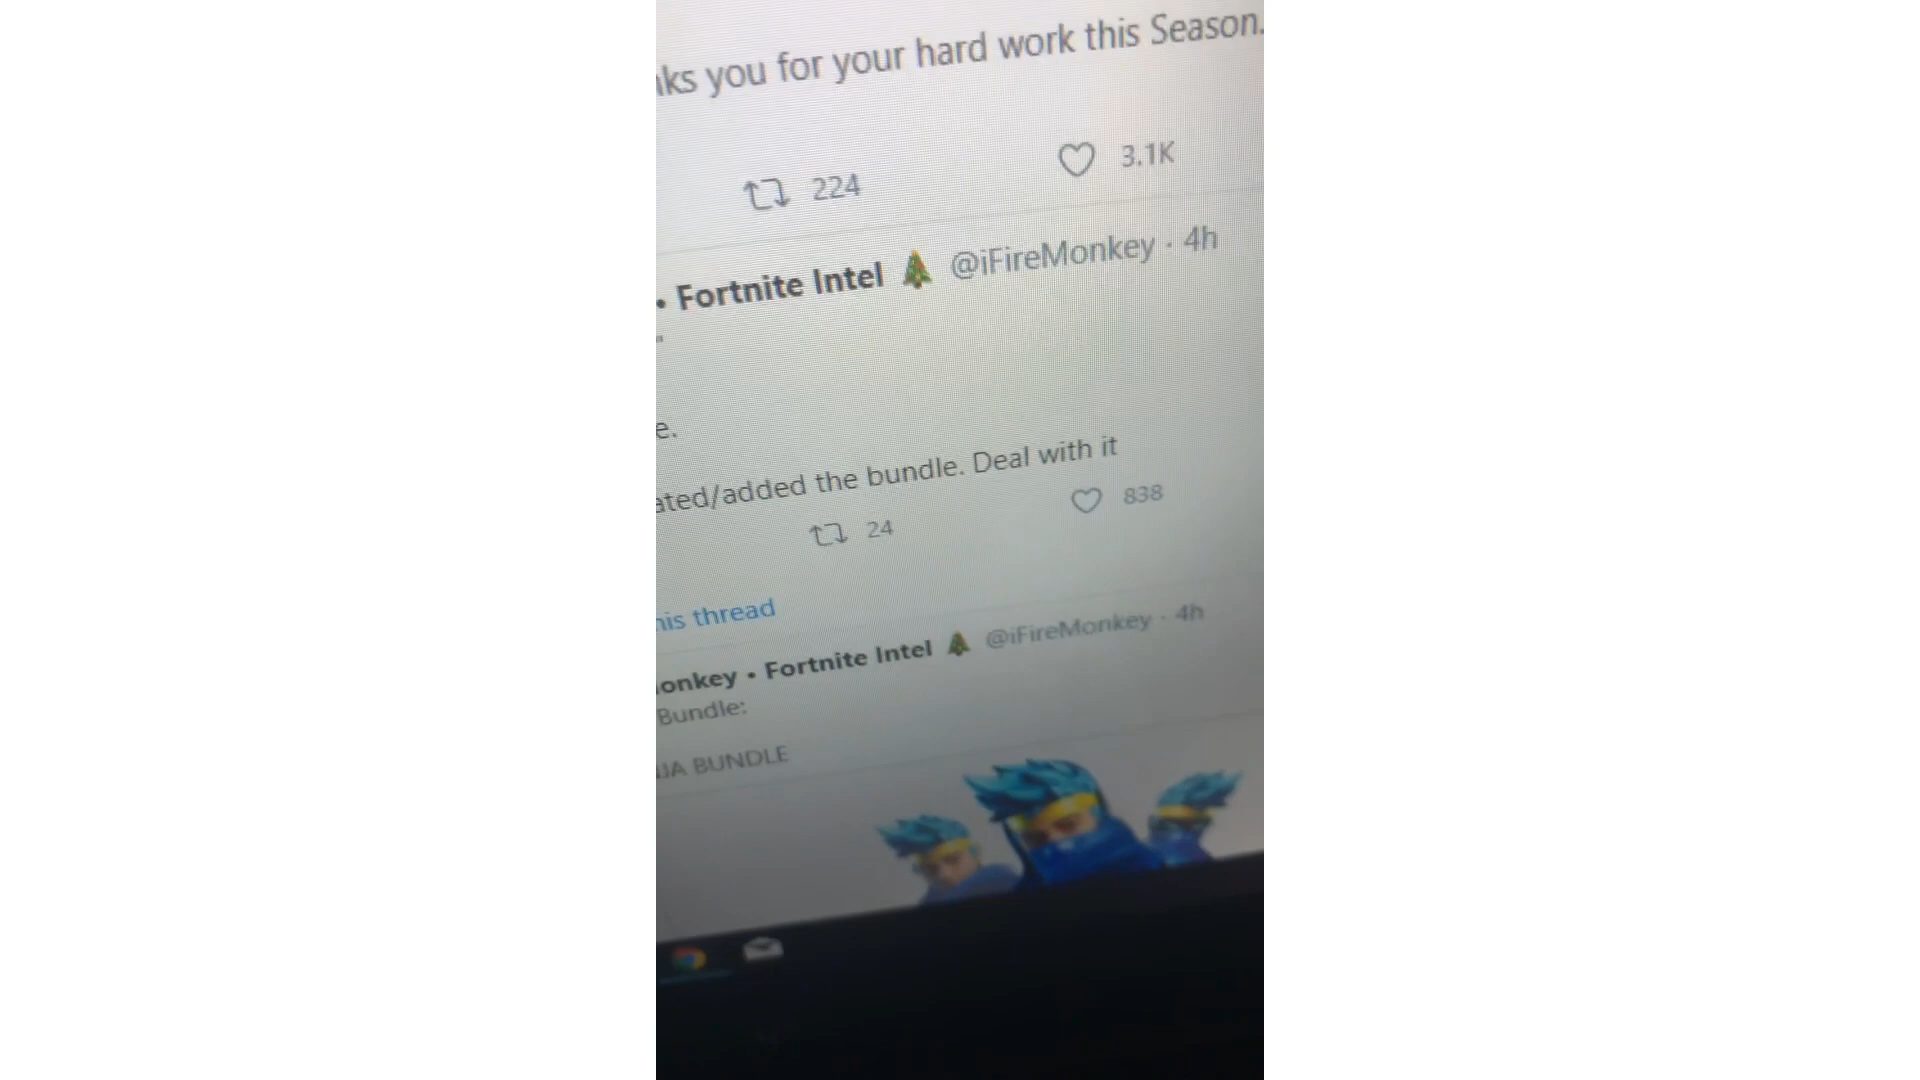 nks you for your hard work this Season.
224 3.1K
• Fortnite Intel 🎄 @iFireMonkey · 4h
e.
ated/added the bundle. Deal with it
24 838
his thread
onkey • Fortnite Intel 🎄 @iFireMonkey · 4h
Bundle:
JA BUNDLE